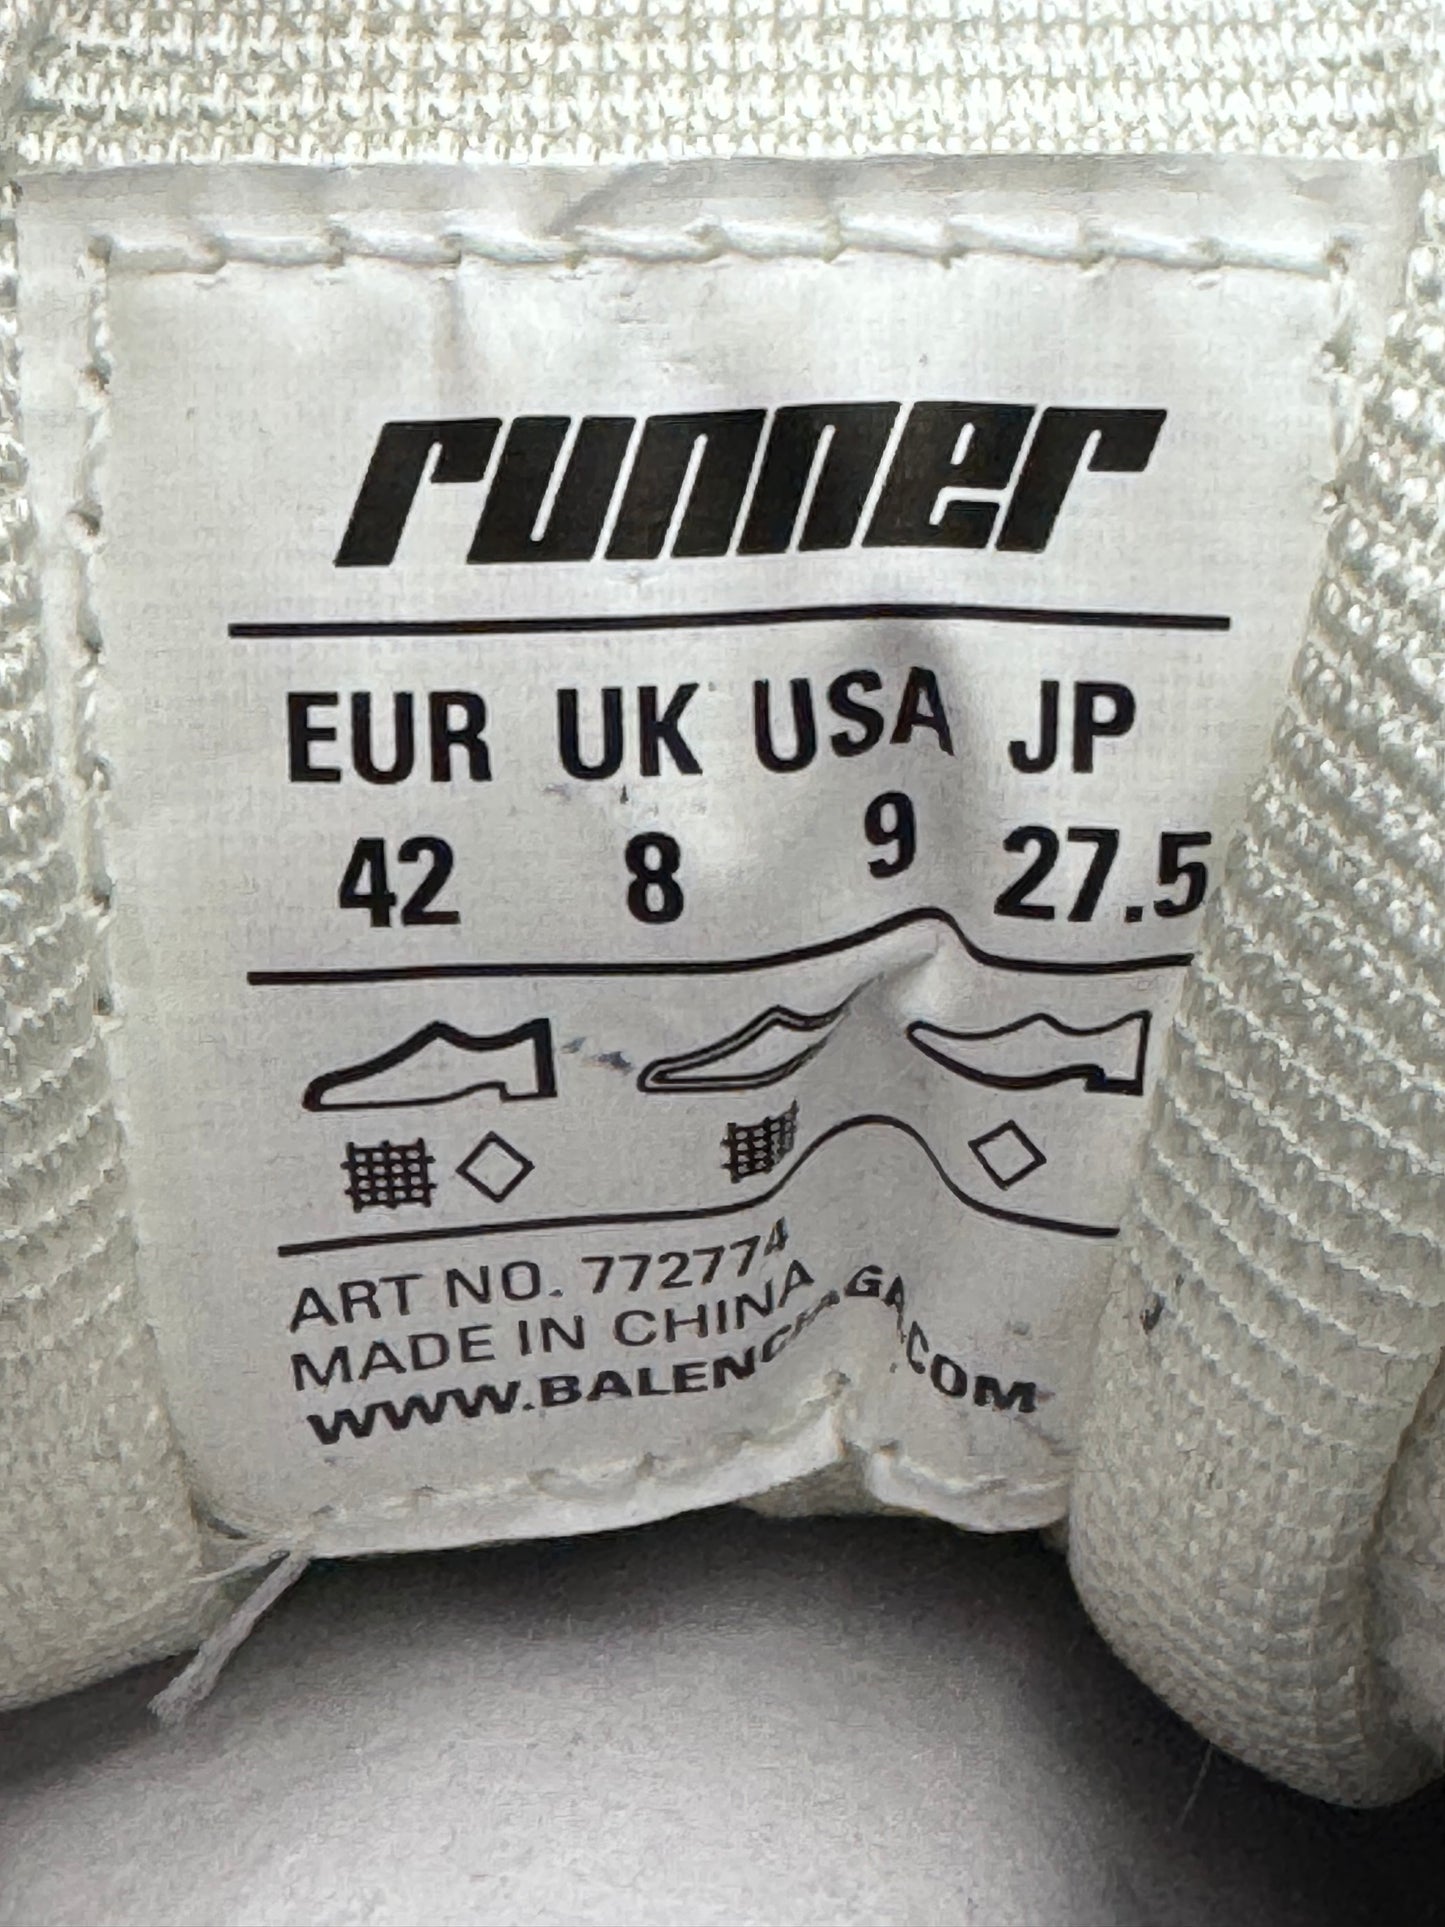 runner
EUR UK USA JP
42 8 9 27.5
ART NO. 772774
MADE IN CHINA
WWW.BALENCIAGA.COM